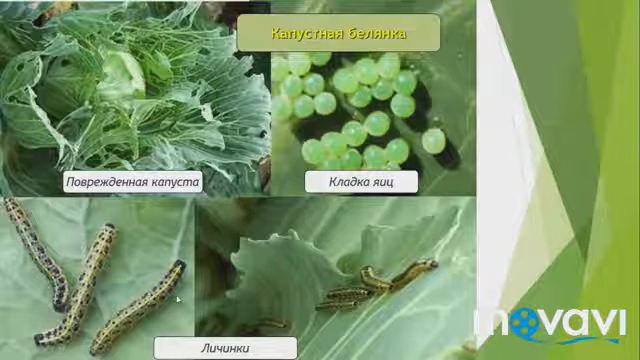 Капустная белянка
Поврежденная капуста
Кладка яиц
Личинки
movavi